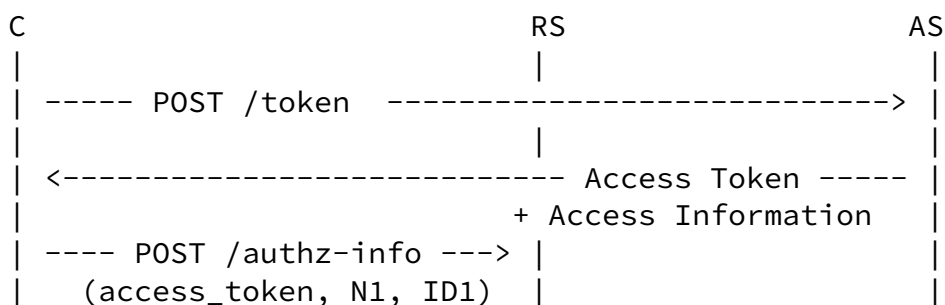 C RS AS
| | |
| ----- POST /token ----------------------------> |
| | |
| <---------------------------- Access Token ----- |
| + Access Information |
| ---- POST /authz-info ---> | |
| (access_token, N1, ID1) | |